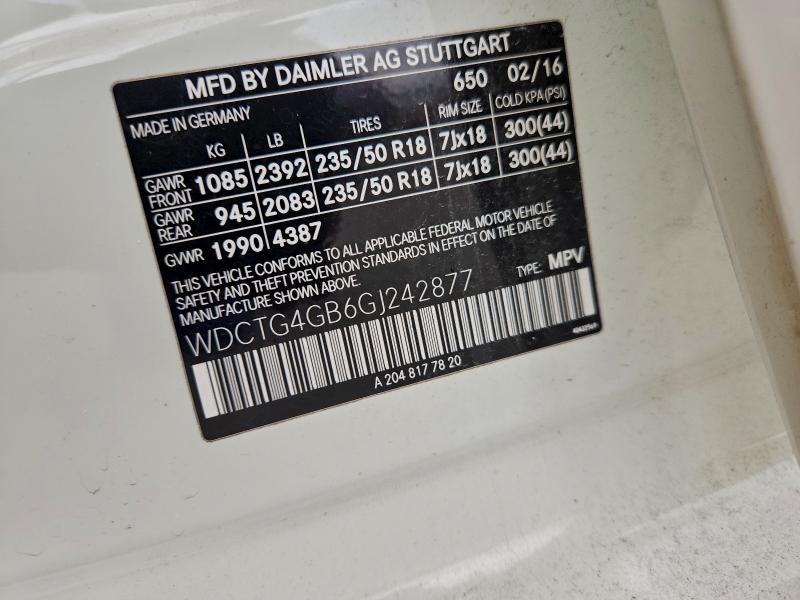 MFD BY DAIMLER AG STUTTGART
MADE IN GERMANY 650 02/16
KG LB TIRES RIM SIZE COLD KPA(PSI)
GAWR FRONT 1085 2392 235/50 R18 7Jx18 300(44)
GAWR REAR 945 2083 235/50 R18 7Jx18 300(44)
GVWR 1990 4387
THIS VEHICLE CONFORMS TO ALL APPLICABLE FEDERAL MOTOR VEHICLE
SAFETY AND THEFT PREVENTION STANDARDS IN EFFECT ON THE DATE OF
MANUFACTURE SHOWN ABOVE. TYPE: MPV
WDCTG4GB6GJ242877
A 204 817 78 20